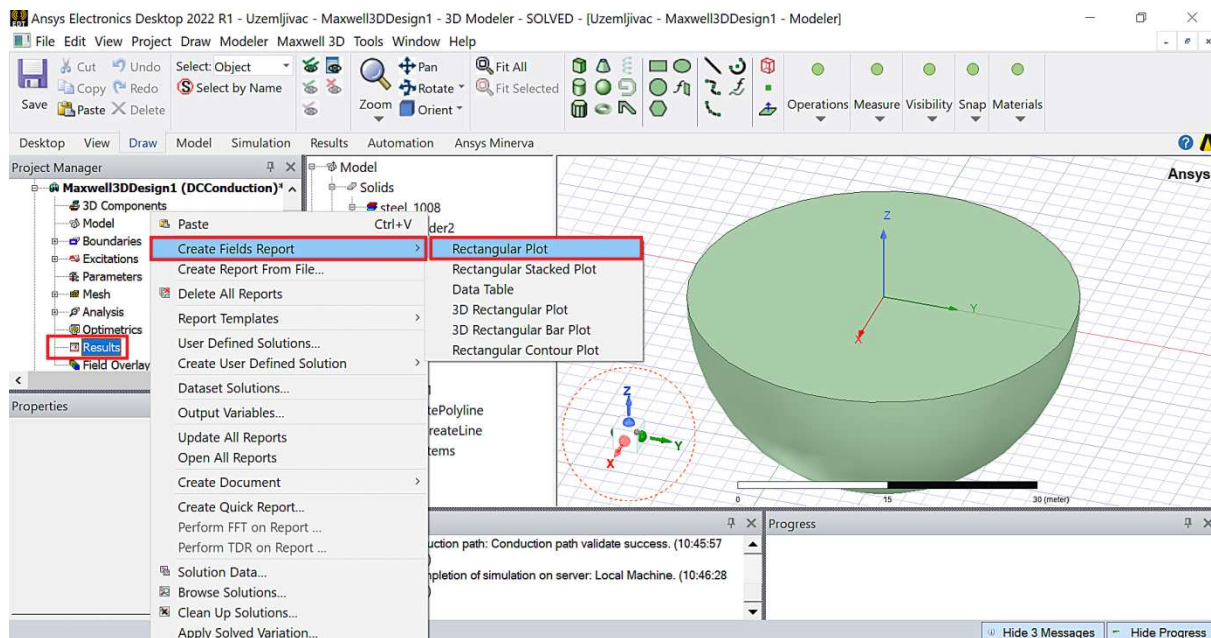 Ansys Electronics Desktop 2022 R1 - Uzemljivac - Maxwell3DDesign1 - 3D Modeler - SOLVED - [Uzemljivac - Maxwell3DDesign1 - Modeler]
File Edit View Project Draw Modeler Maxwell 3D Tools Window Help
Save
Cut Undo
Copy Redo
Paste Delete
Select: Object
Select by Name
Zoom
Pan
Rotate
Orient
Fit All
Fit Selected
Operations Measure Visibility Snap Materials
Desktop View Draw Model Simulation Results Automation Ansys Minerva
Project Manager
Maxwell3DDesign1 (DCConduction)*
3D Components
Model
Boundaries
Excitations
Parameters
Mesh
Analysis
Optimetrics
Results
Field Overlay
Properties
Paste Ctrl+V
Create Fields Report
Create Report From File...
Delete All Reports
Report Templates
User Defined Solutions...
Create User Defined Solution
Dataset Solutions...
Output Variables...
Update All Reports
Open All Reports
Create Document
Create Quick Report...
Perform FFT on Report ...
Perform TDR on Report ...
Solution Data...
Browse Solutions...
Clean Up Solutions...
Apply Solved Variation...
Model
Solids
steel_1008
der2
Rectangular Plot
Rectangular Stacked Plot
Data Table
3D Rectangular Plot
3D Rectangular Bar Plot
Rectangular Contour Plot
tePolyline
reateLine
tems
Ansys
Z
Y
X
Z
Y
X
0 15 30 (meter)
uction path: Conduction path validate success. (10:45:57
)
mpletion of simulation on server: Local Machine. (10:46:28
)
Progress
Hide 3 Messages Hide Progress